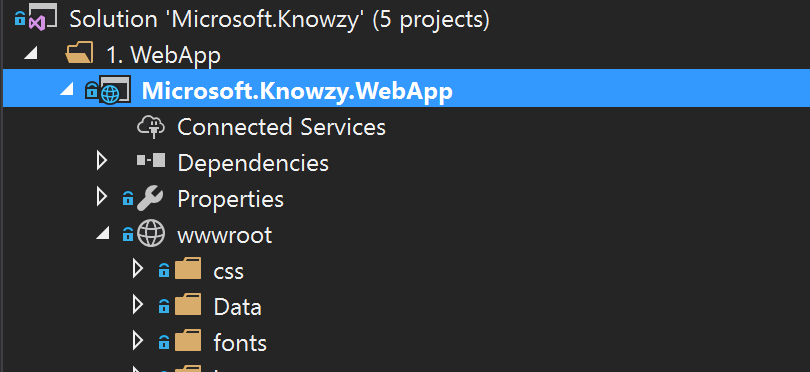 Solution 'Microsoft.Knowzy' (5 projects)
1. WebApp
Microsoft.Knowzy.WebApp
Connected Services
Dependencies
Properties
wwwroot
css
Data
fonts